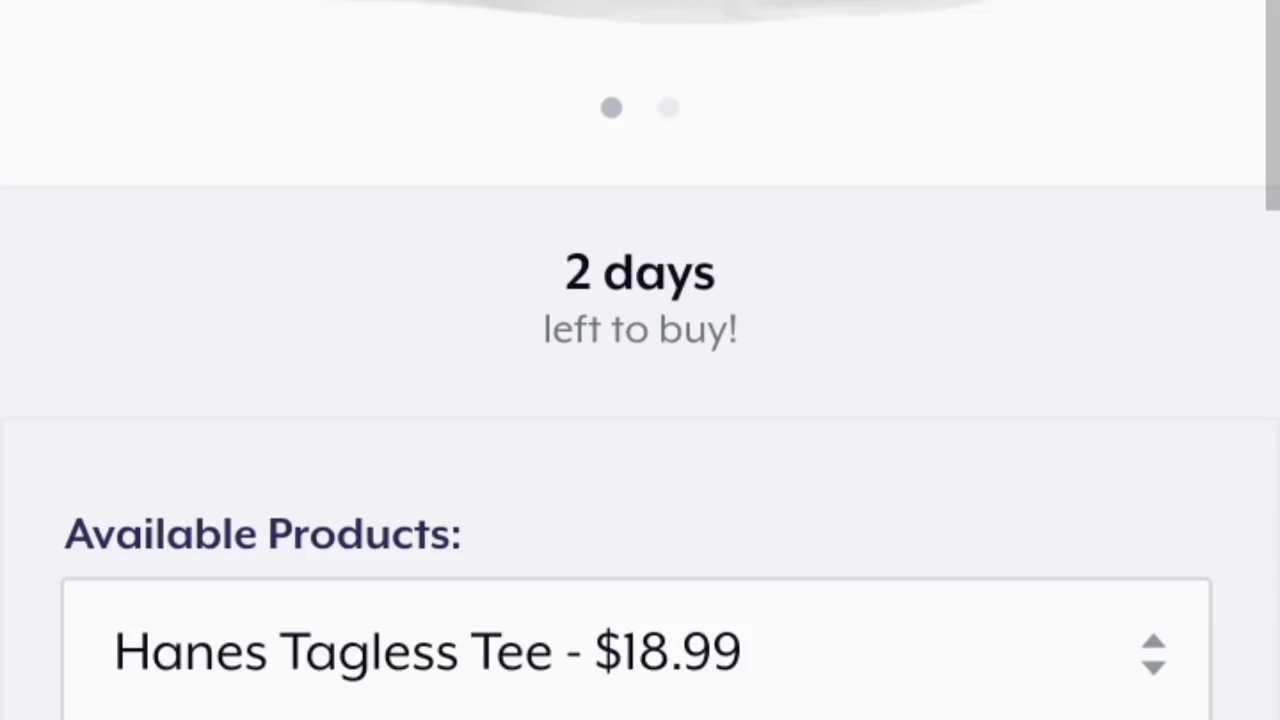 2 days
left to buy!
Available Products:
Hanes Tagless Tee - $18.99